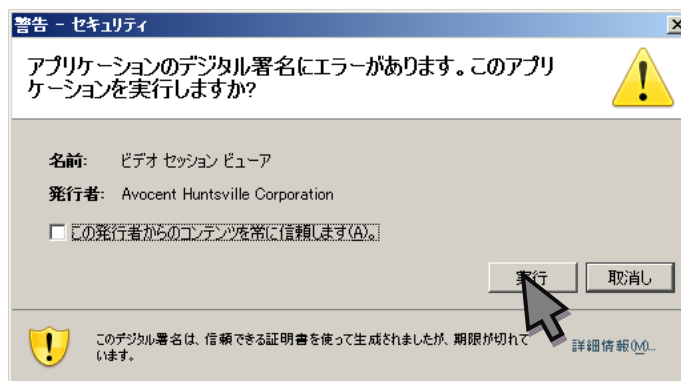 警告 - セキュリティ
アプリケーションのデジタル署名にエラーがあります。このアプリ
ケーションを実行しますか?
名前: ビデオ セッション ビューア
発行者: Avocent Huntsville Corporation
この発行者からのコンテンツを常に信頼します(A)。
実行 取消し
このデジタル署名は、信頼できる証明書を使って生成されましたが、期限が切れて
います。
詳細情報(M)...